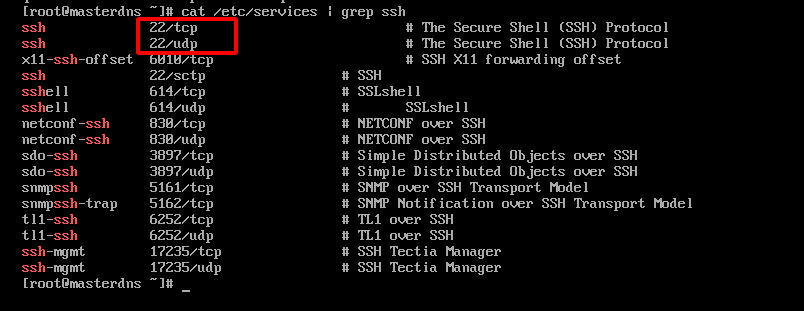 [root@masterdns ~]# cat /etc/services | grep ssh
ssh 22/tcp # The Secure Shell (SSH) Protocol
ssh 22/udp # The Secure Shell (SSH) Protocol
x11-ssh-offset 6010/tcp # SSH X11 forwarding offset
ssh 22/sctp # SSH
sshell 614/tcp # SSLshell
sshell 614/udp # SSLshell
netconf-ssh 830/tcp # NETCONF over SSH
netconf-ssh 830/udp # NETCONF over SSH
sdo-ssh 3897/tcp # Simple Distributed Objects over SSH
sdo-ssh 3897/udp # Simple Distributed Objects over SSH
snmpssh 5161/tcp # SNMP over SSH Transport Model
snmpssh-trap 5162/tcp # SNMP Notification over SSH Transport Model
tl1-ssh 6252/tcp # TL1 over SSH
tl1-ssh 6252/udp # TL1 over SSH
ssh-mgmt 17235/tcp # SSH Tectia Manager
ssh-mgmt 17235/udp # SSH Tectia Manager
[root@masterdns ~]# _